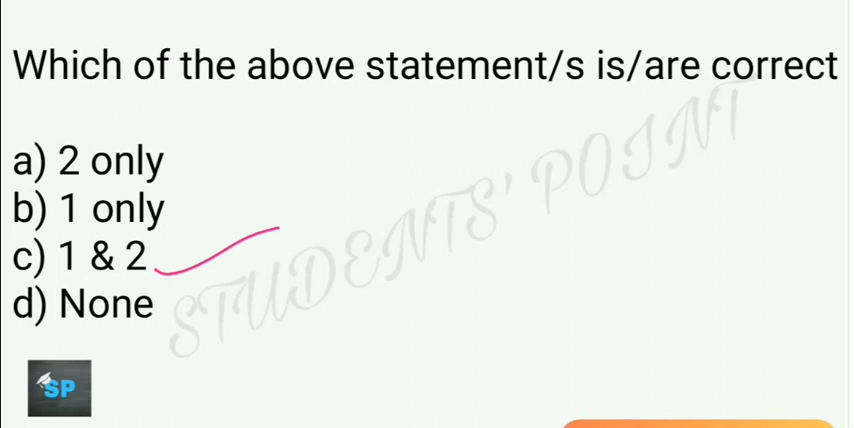 Which of the above statement/s is/are correct
a) 2 only
b) 1 only
c) 1 & 2
d) None
STUDENTS' POINT
SP